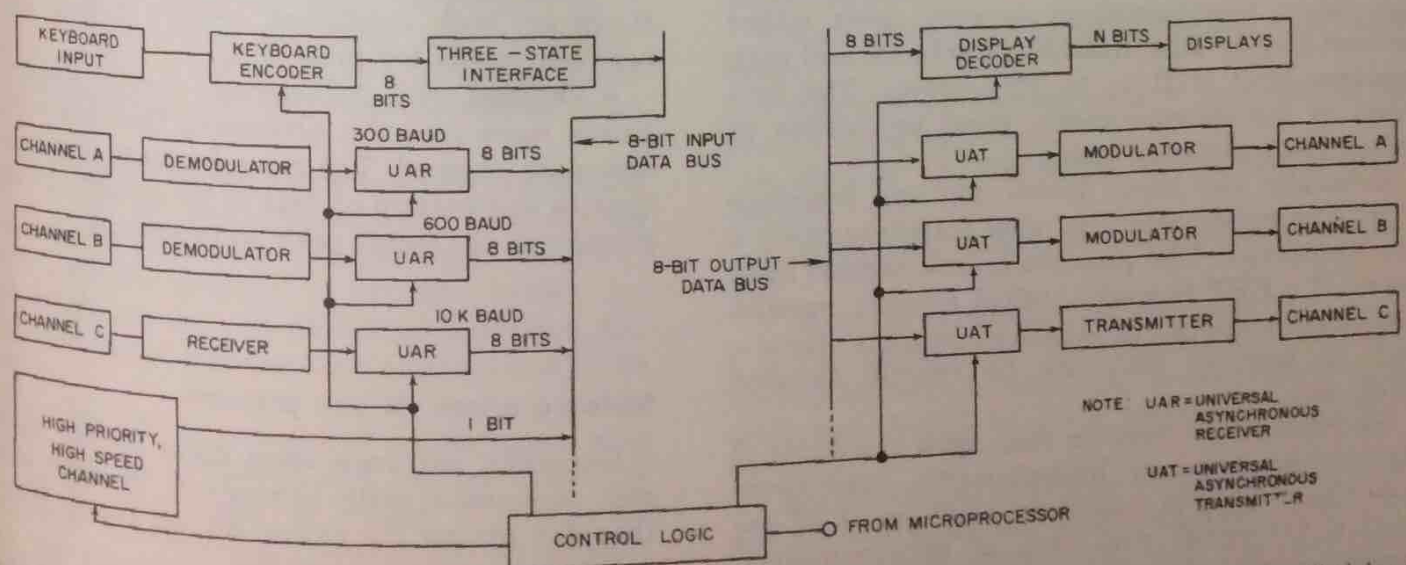 KEYBOARD
INPUT
KEYBOARD
ENCODER
8
BITS
THREE-STATE
INTERFACE
8 BITS
DISPLAY
DECODER
N BITS
DISPLAYS
300 BAUD
8-BIT INPUT
DATA BUS
CHANNEL A
DEMODULATOR
UAR
8 BITS
UAT
MODULATOR
CHANNEL A
600 BAUD
CHANNEL B
DEMODULATOR
UAR
8 BITS
UAT
MODULATOR
CHANNEL B
8-BIT OUTPUT
DATA BUS
10 K BAUD
CHANNEL C
RECEIVER
UAR
8 BITS
UAT
TRANSMITTER
CHANNEL C
HIGH PRIORITY,
HIGH SPEED
CHANNEL
1 BIT
NOTE: UAR = UNIVERSAL
ASYNCHRONOUS
RECEIVER
UAT = UNIVERSAL
ASYNCHRONOUS
TRANSMITTER
CONTROL LOGIC
FROM MICROPROCESSOR